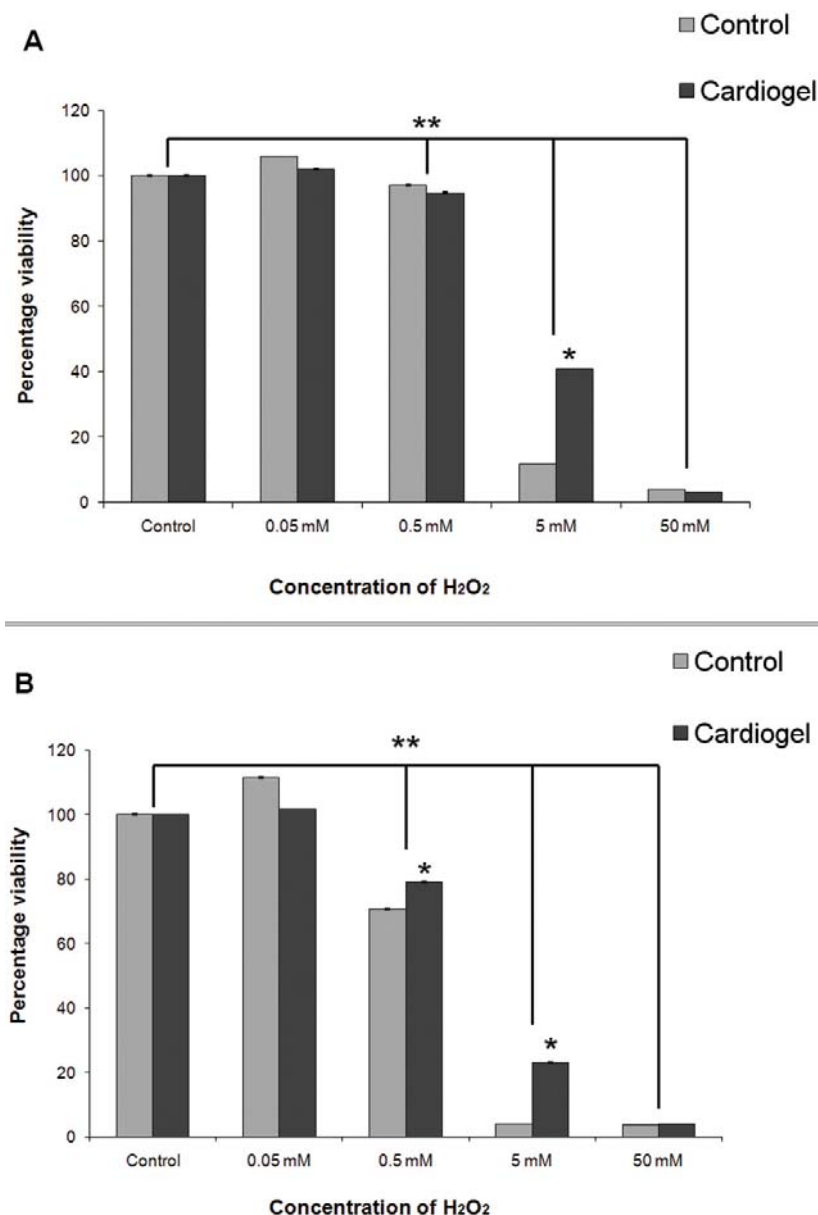 A
Control
Cardiogel
**
120
100
80
60
40
20
0
*
Percentage viability
Control 0.05 mM 0.5 mM 5 mM 50 mM
Concentration of H₂O₂
B
Control
Cardiogel
**
120
100
80
60
40
20
0
*
*
Percentage viability
Control 0.05 mM 0.5 mM 5 mM 50 mM
Concentration of H₂O₂